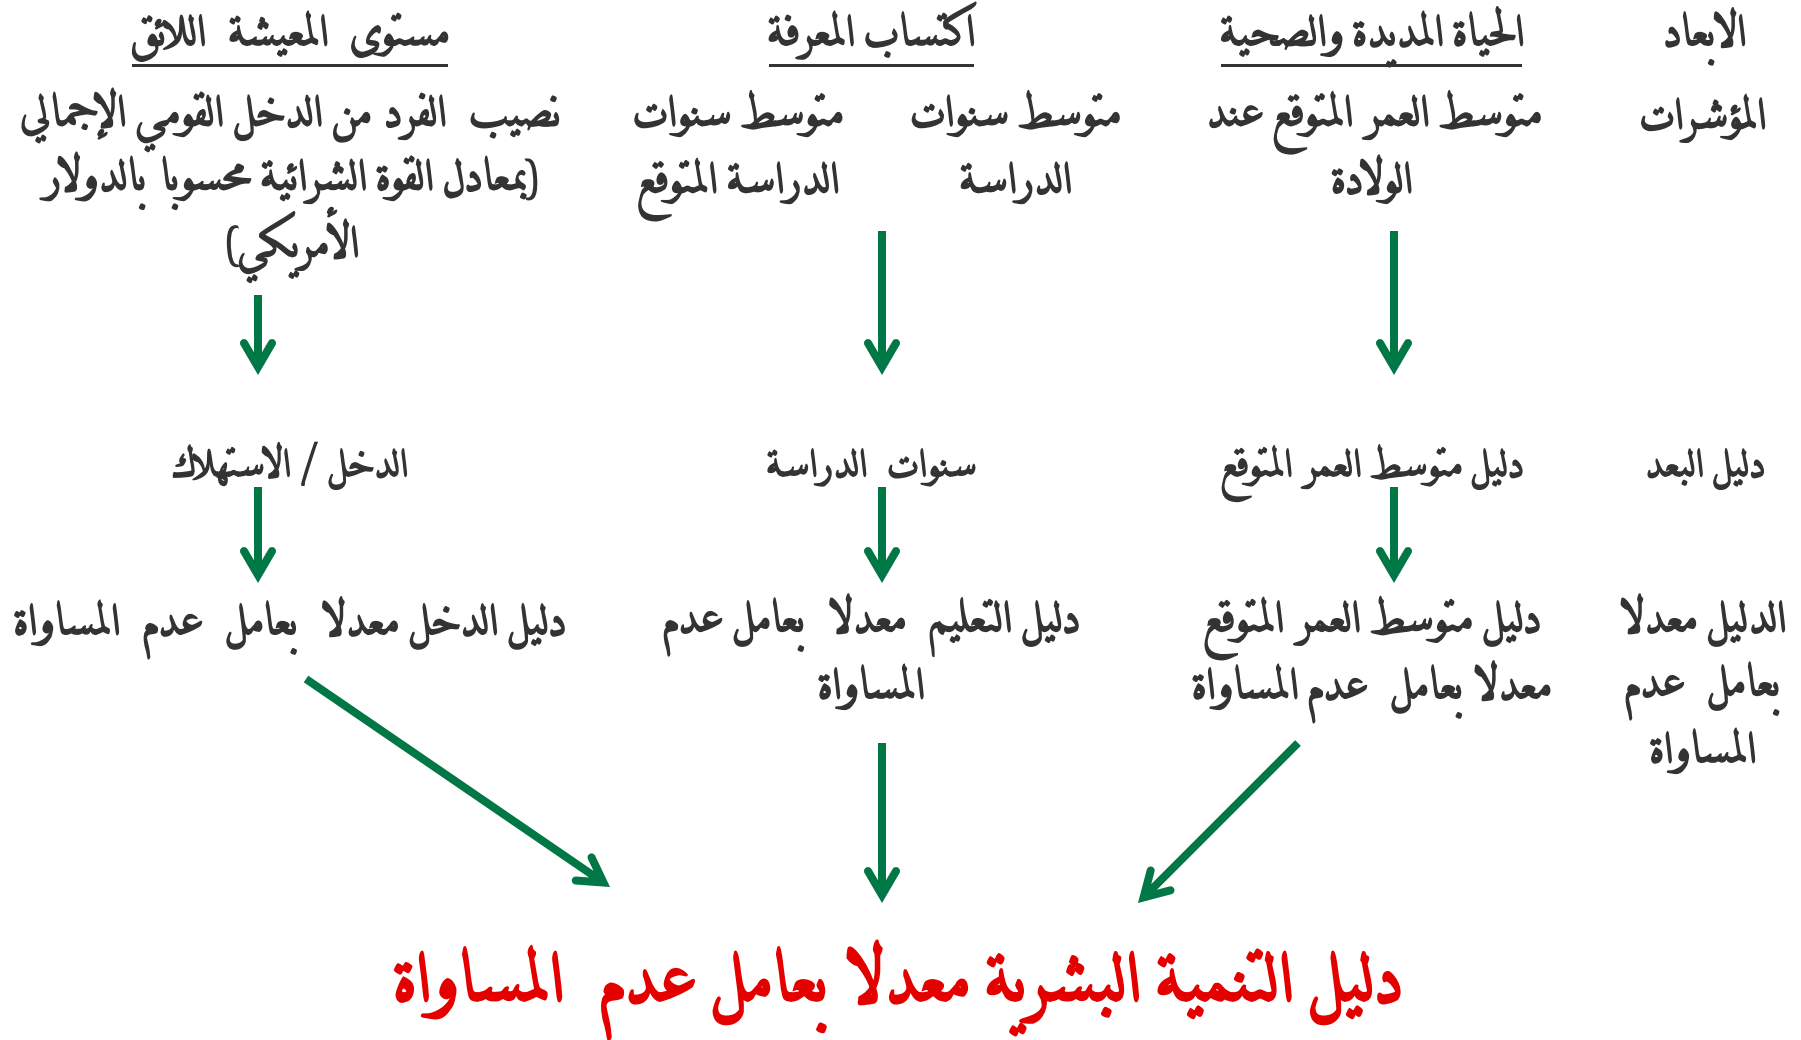 الابعاد
الحياة المديدة والصحية
اكتساب المعرفة
مستوى المعيشة اللائق
المؤشرات
متوسط العمر المتوقع عند
الولادة
متوسط سنوات
الدراسة
متوسط سنوات
الدراسة المتوقع
نصيب الفرد من الدخل القومي الإجمالي
(بمعادل القوة الشرائية محسوبا بالدولار
الأمريكي)
دليل البعد
دليل متوسط العمر المتوقع
سنوات الدراسة
الدخل / الاستهلاك
الدليل معدلا
بعامل عدم
المساواة
دليل متوسط العمر المتوقع
معدلا بعامل عدم المساواة
دليل التعليم معدلا بعامل عدم
المساواة
دليل الدخل معدلا بعامل عدم المساواة
دليل التنمية البشرية معدلا بعامل عدم المساواة